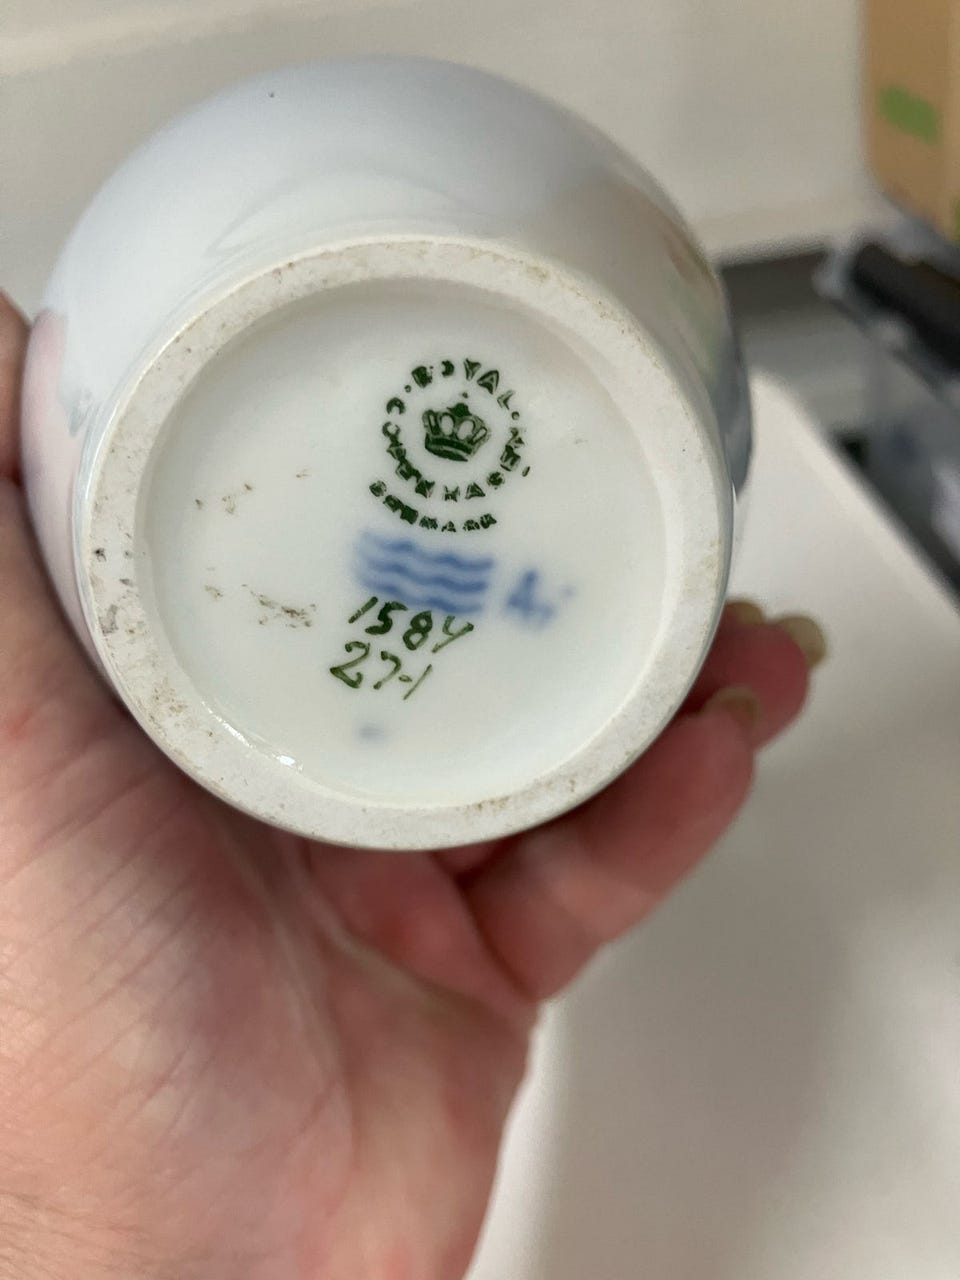 ROYAL COPENHAGEN
DENMARK
1584
27-1